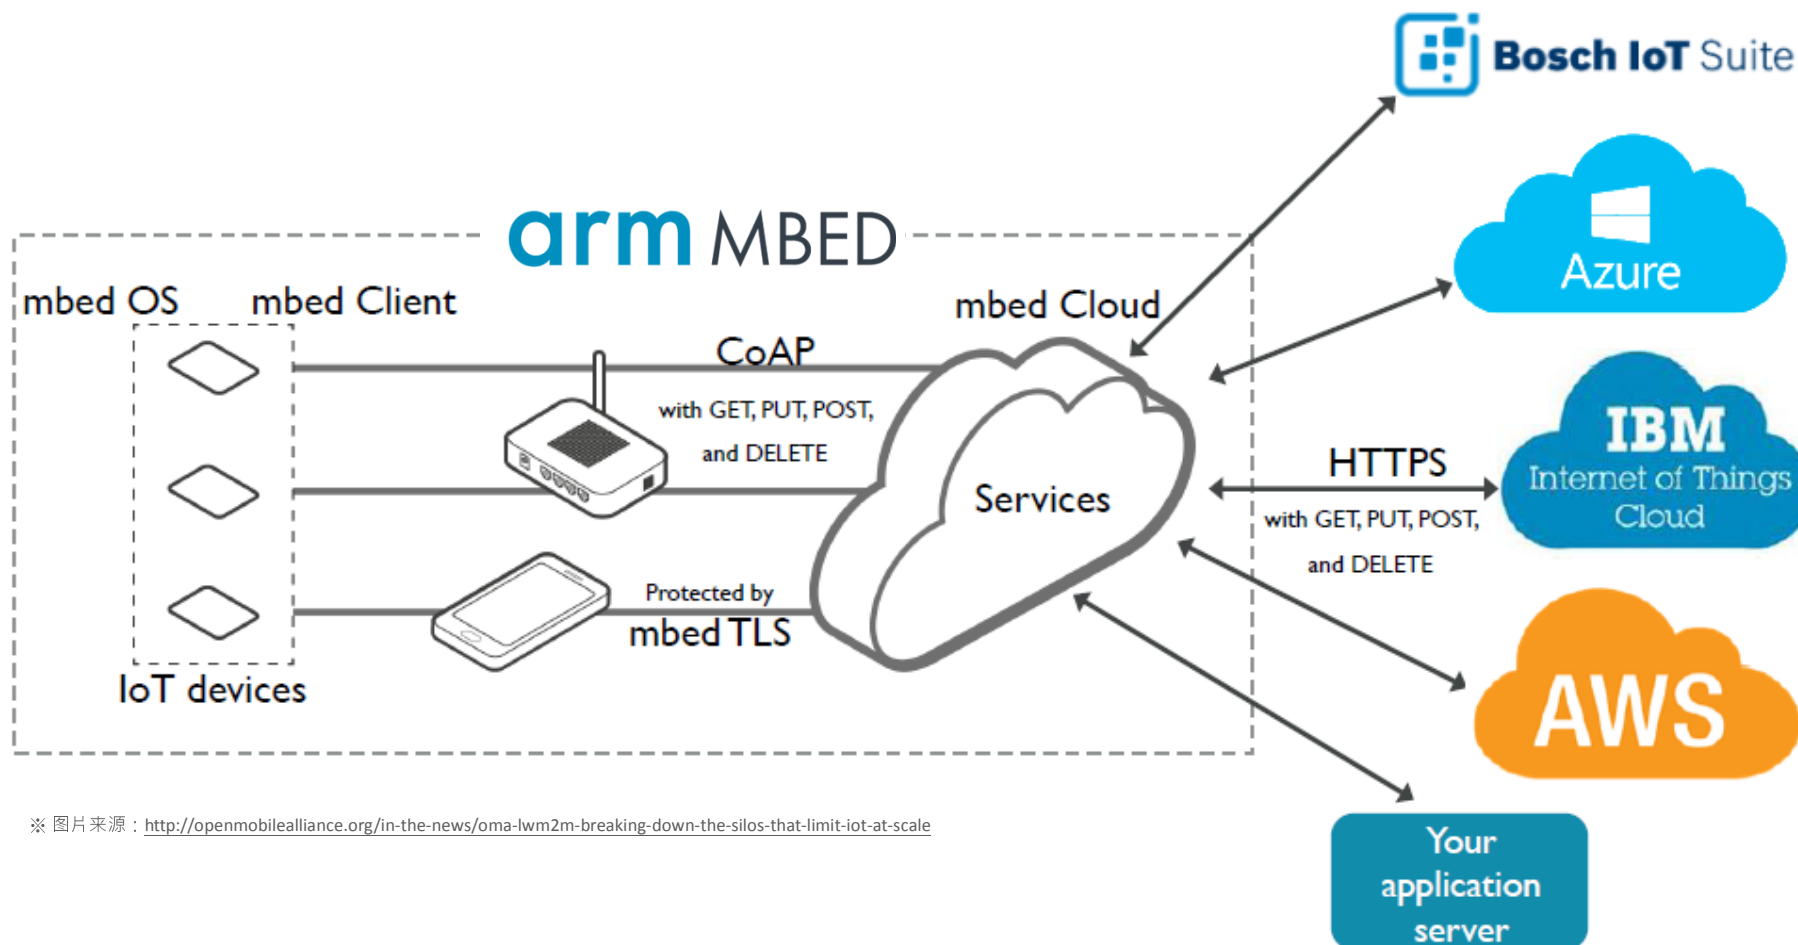 Bosch IoT Suite
Azure
arm MBED
mbed OS
mbed Client
mbed Cloud
CoAP
with GET, PUT, POST,
and DELETE
Services
IBM
Internet of Things
Cloud
HTTPS
with GET, PUT, POST,
and DELETE
Protected by
mbed TLS
IoT devices
AWS
※ 图片来源：http://openmobilealliance.org/in-the-news/oma-lwm2m-breaking-down-the-silos-that-limit-iot-at-scale
Your
application
server